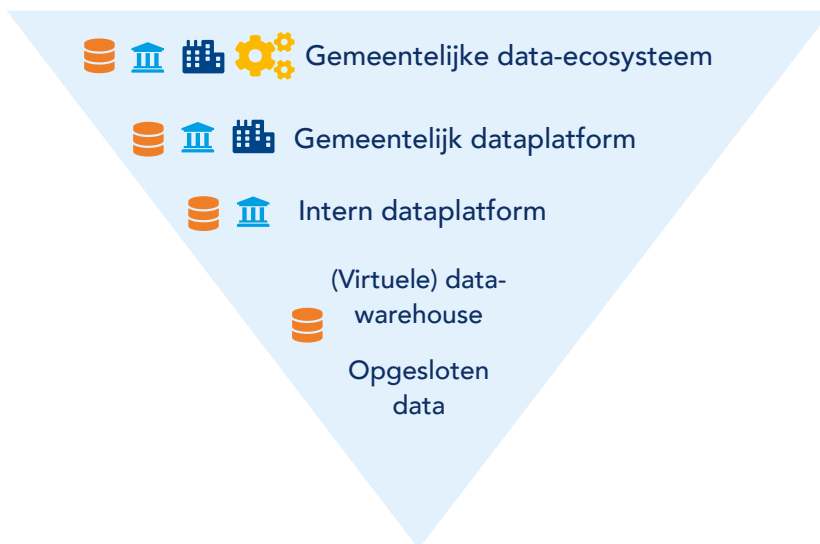 Gemeentelijke data-ecosysteem
Gemeentelijk dataplatform
Intern dataplatform
(Virtuele) data-
warehouse
Opgesloten
data